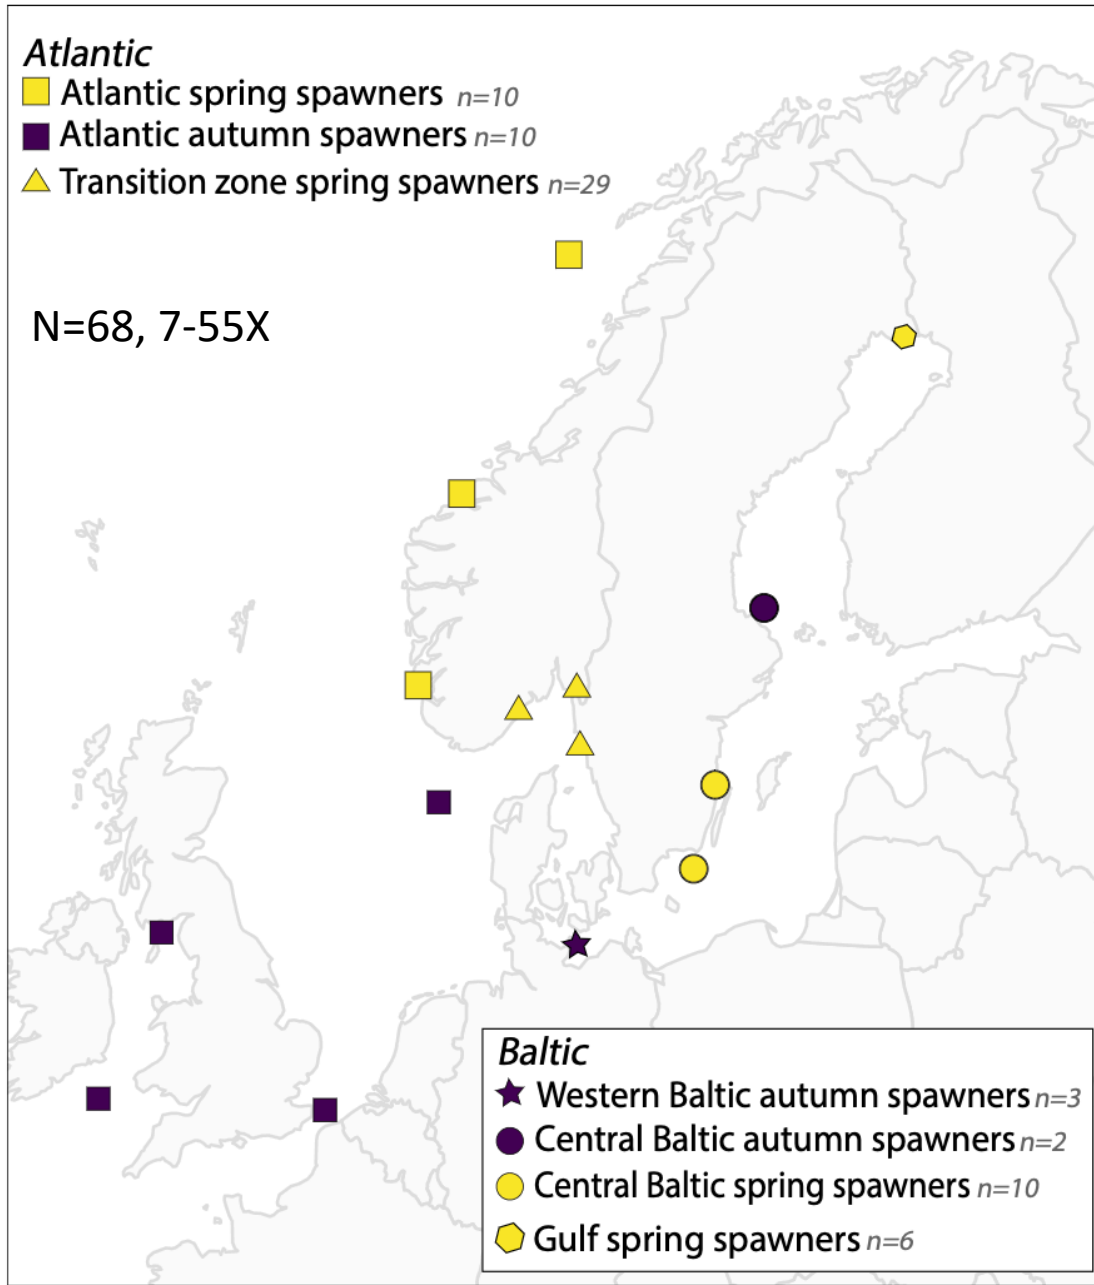 Atlantic
Atlantic spring spawners n=10
Atlantic autumn spawners n=10
Transition zone spring spawners n=29
N=68, 7-55X
Baltic
Western Baltic autumn spawners n=3
Central Baltic autumn spawners n=2
Central Baltic spring spawners n=10
Gulf spring spawners n=6